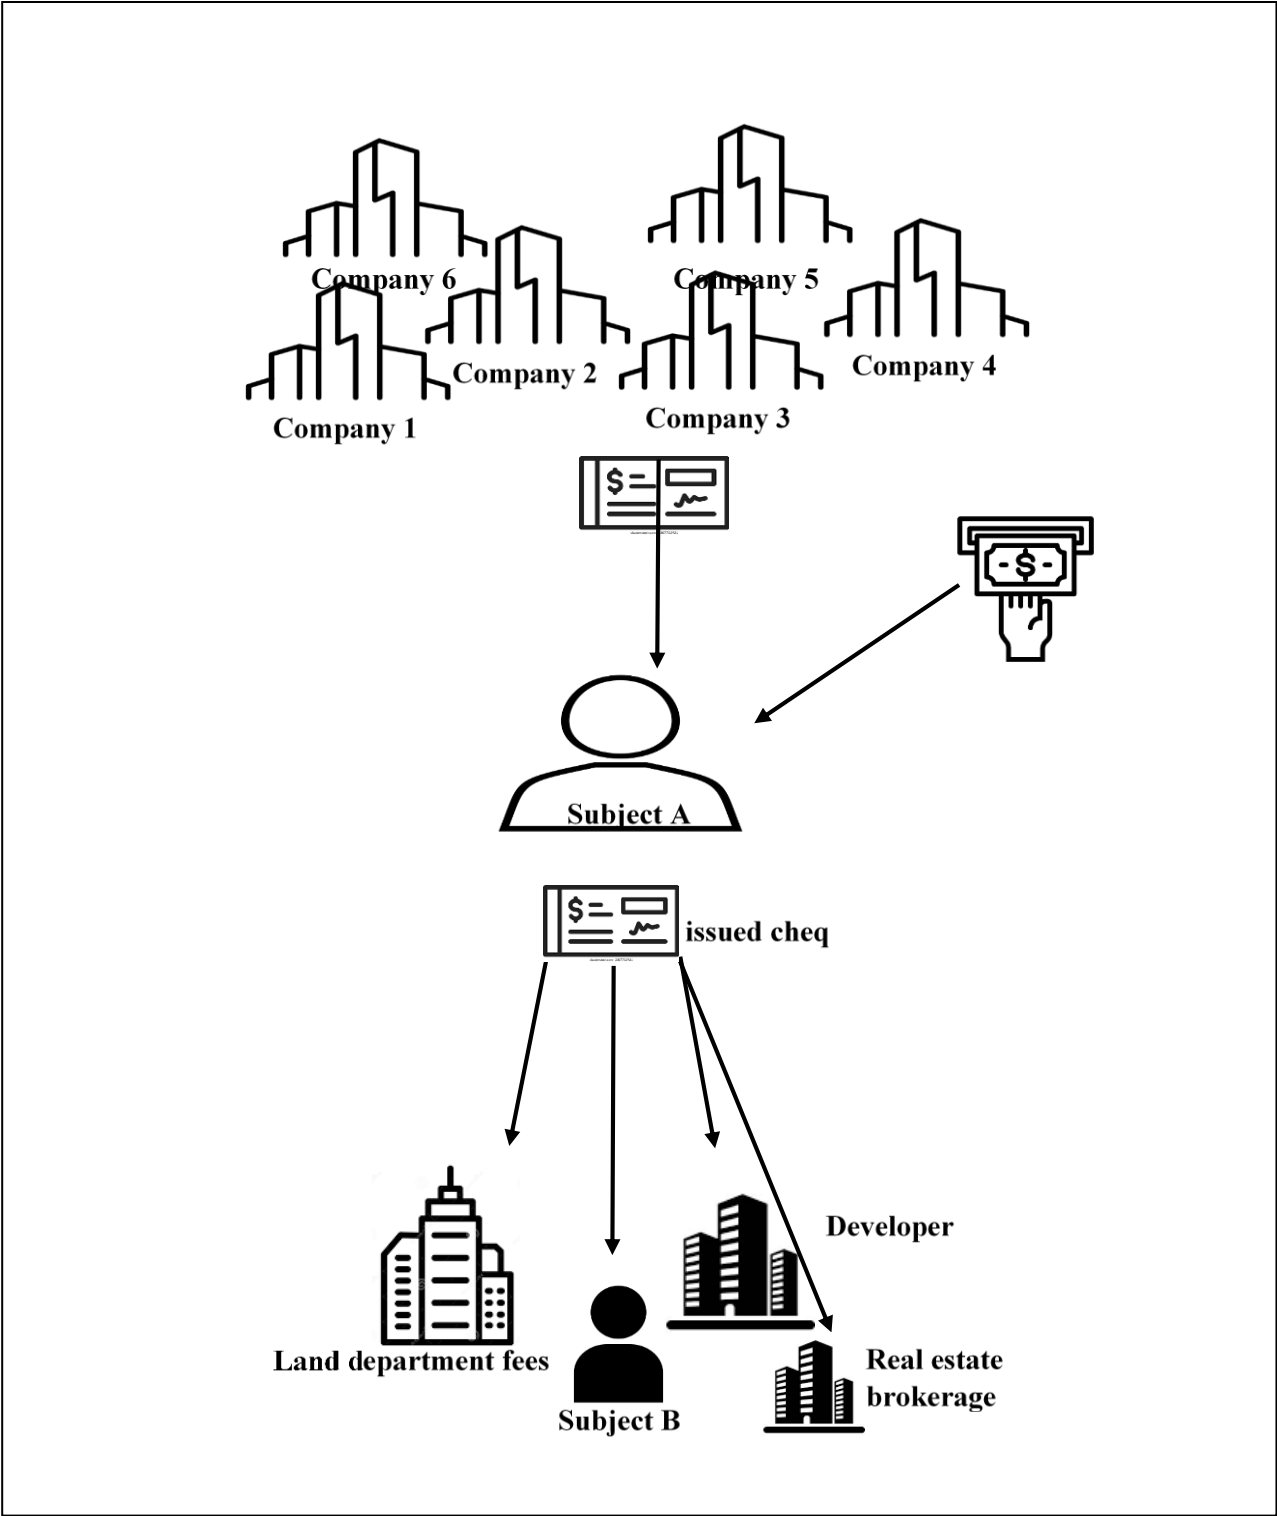 Company 6
Company 5
Company 2
Company 4
Company 1
Company 3
$
$
Subject A
$
issued cheq
Developer
Land department fees
Real estate
brokerage
Subject B